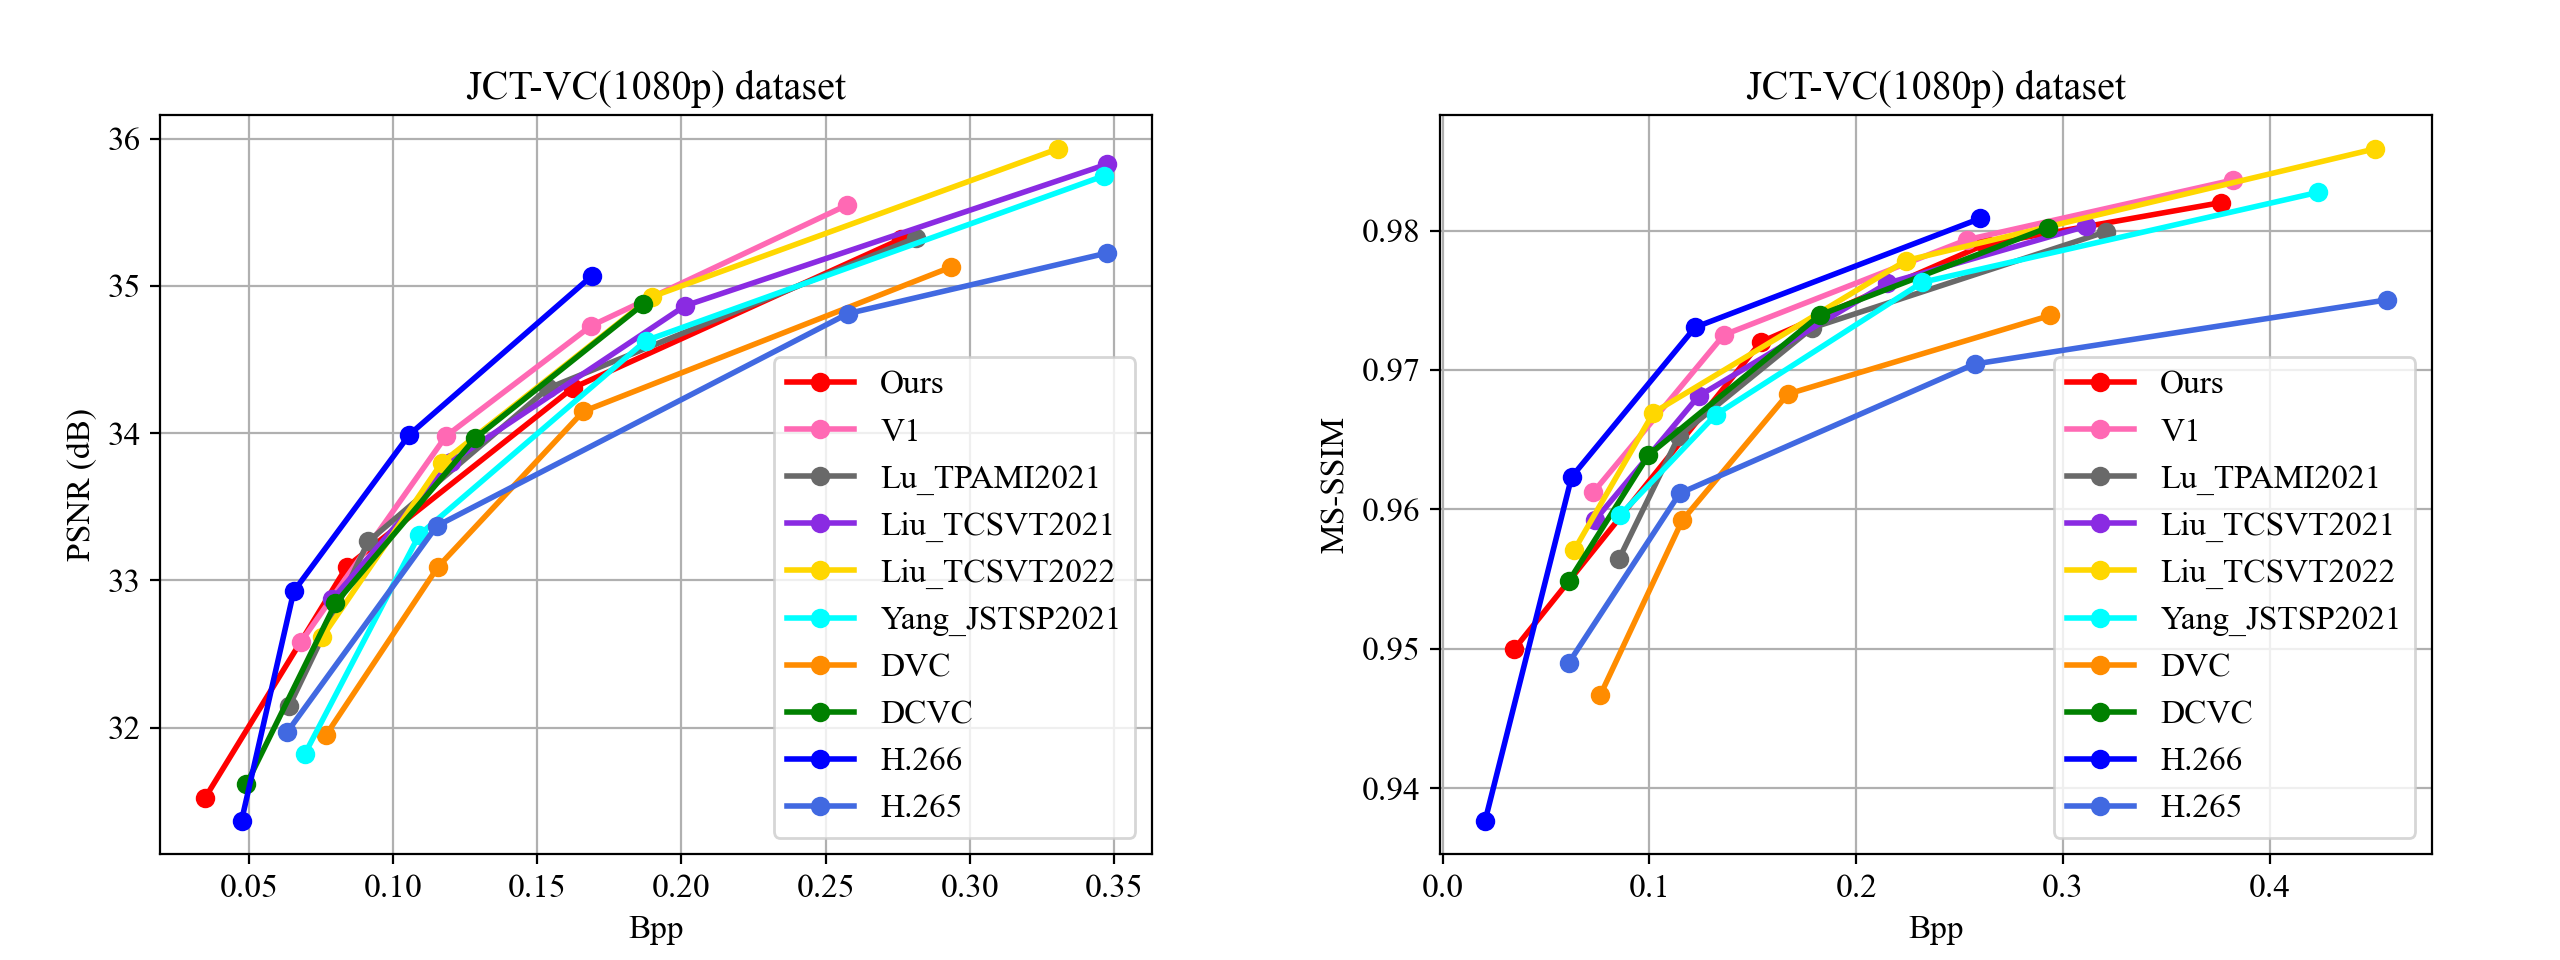 JCT-VC(1080p) dataset
36
35
34
33
32
PSNR (dB)
0.05 0.10 0.15 0.20 0.25 0.30 0.35
Bpp
Ours
V1
Lu_TPAMI2021
Liu_TCSVT2021
Liu_TCSVT2022
Yang_JSTSP2021
DVC
DCVC
H.266
H.265
JCT-VC(1080p) dataset
0.98
0.97
0.96
0.95
0.94
MS-SSIM
0.0 0.1 0.2 0.3 0.4
Bpp
Ours
V1
Lu_TPAMI2021
Liu_TCSVT2021
Liu_TCSVT2022
Yang_JSTSP2021
DVC
DCVC
H.266
H.265